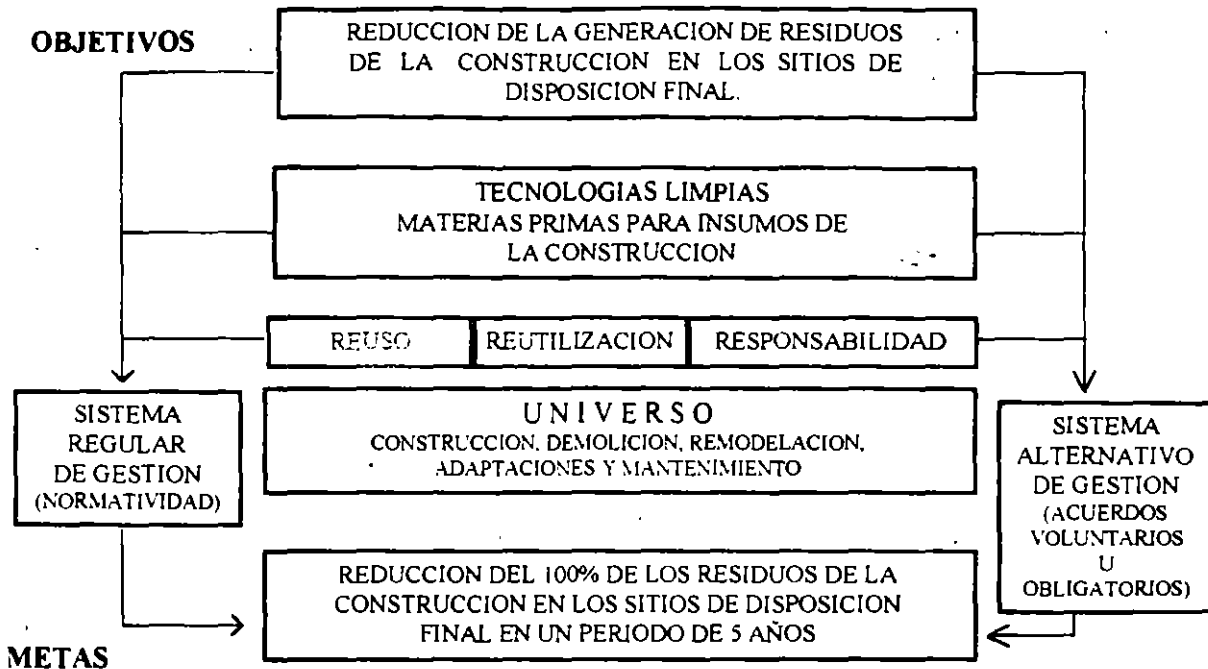 OBJETIVOS
REDUCCION DE LA GENERACION DE RESIDUOS
DE LA CONSTRUCCION EN LOS SITIOS DE
DISPOSICION FINAL.
TECNOLOGIAS LIMPIAS
MATERIAS PRIMAS PARA INSUMOS DE
LA CONSTRUCCION
REUSO
REUTILIZACION
RESPONSABILIDAD
SISTEMA
REGULAR
DE GESTION
(NORMATIVIDAD)
UNIVERSO
CONSTRUCCION, DEMOLICION, REMODELACION,
ADAPTACIONES Y MANTENIMIENTO
SISTEMA
ALTERNATIVO
DE GESTION
(ACUERDOS
VOLUNTARIOS
U
OBLIGATORIOS)
REDUCCION DEL 100% DE LOS RESIDUOS DE LA
CONSTRUCCION EN LOS SITIOS DE DISPOSICION
FINAL EN UN PERIODO DE 5 AÑOS
METAS